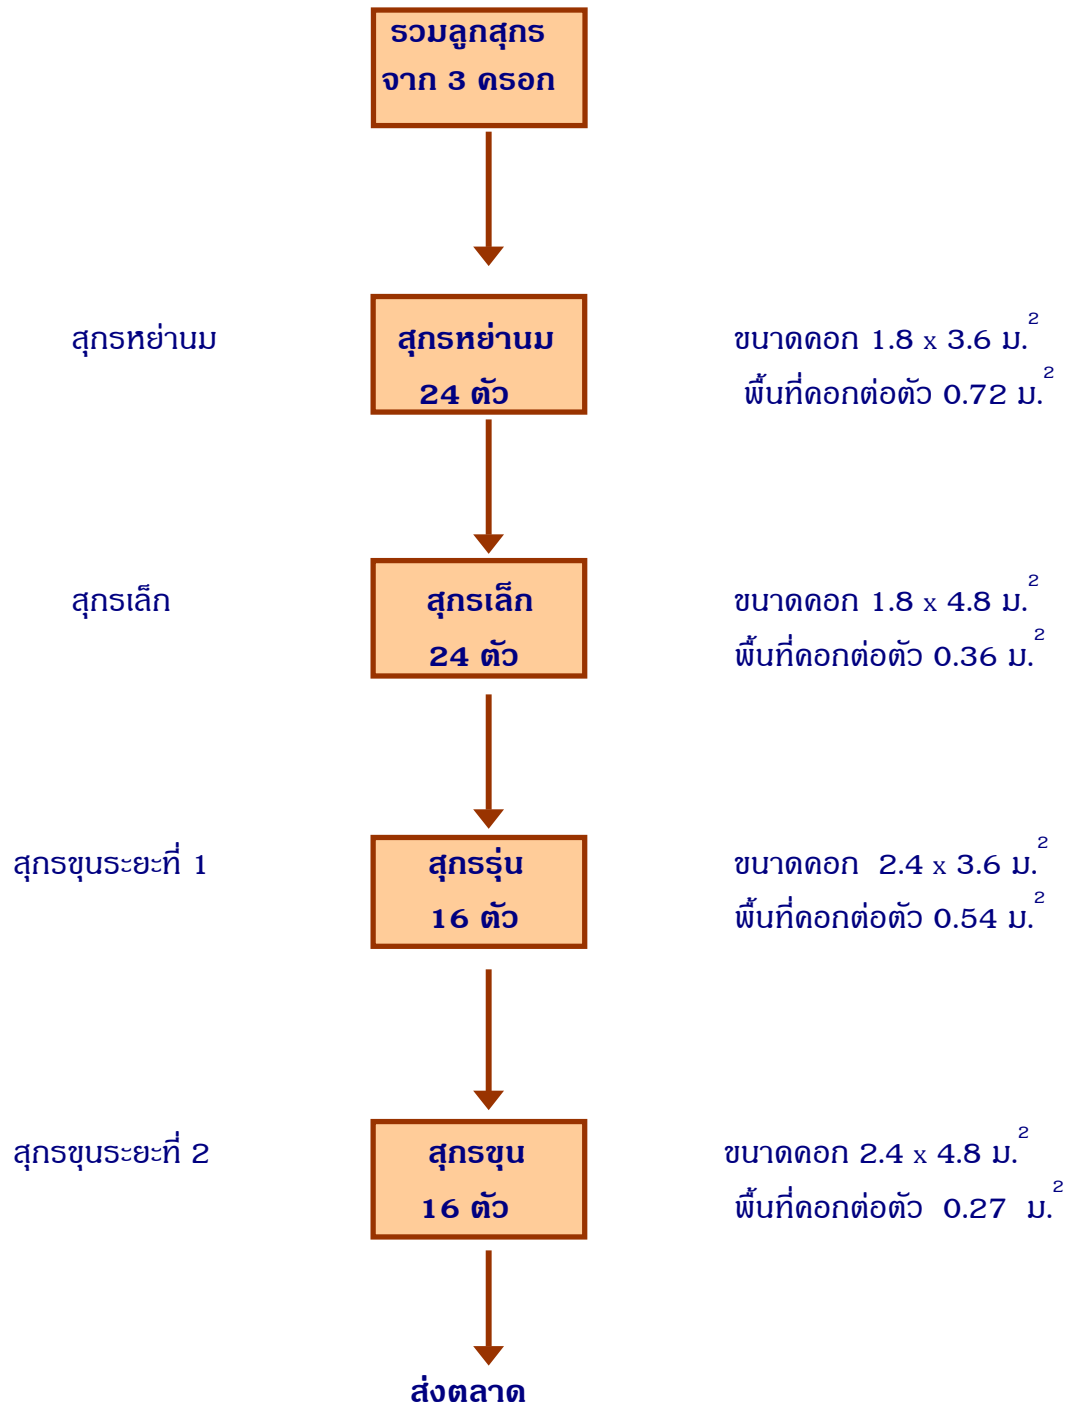 รวมลูกสุกร
จาก 3 ครอก
สุกรหย่านม
สุกรหย่านม
24 ตัว
ขนาดคอก 1.8 x 3.6 ม.²
พื้นที่คอกต่อตัว 0.72 ม.²
สุกรเล็ก
สุกรเล็ก
24 ตัว
ขนาดคอก 1.8 x 4.8 ม.²
พื้นที่คอกต่อตัว 0.36 ม.²
สุกรขุนระยะที่ 1
สุกรรุ่น
16 ตัว
ขนาดคอก 2.4 x 3.6 ม.²
พื้นที่คอกต่อตัว 0.54 ม.²
สุกรขุนระยะที่ 2
สุกรขุน
16 ตัว
ขนาดคอก 2.4 x 4.8 ม.²
พื้นที่คอกต่อตัว 0.27 ม.²
ส่งตลาด